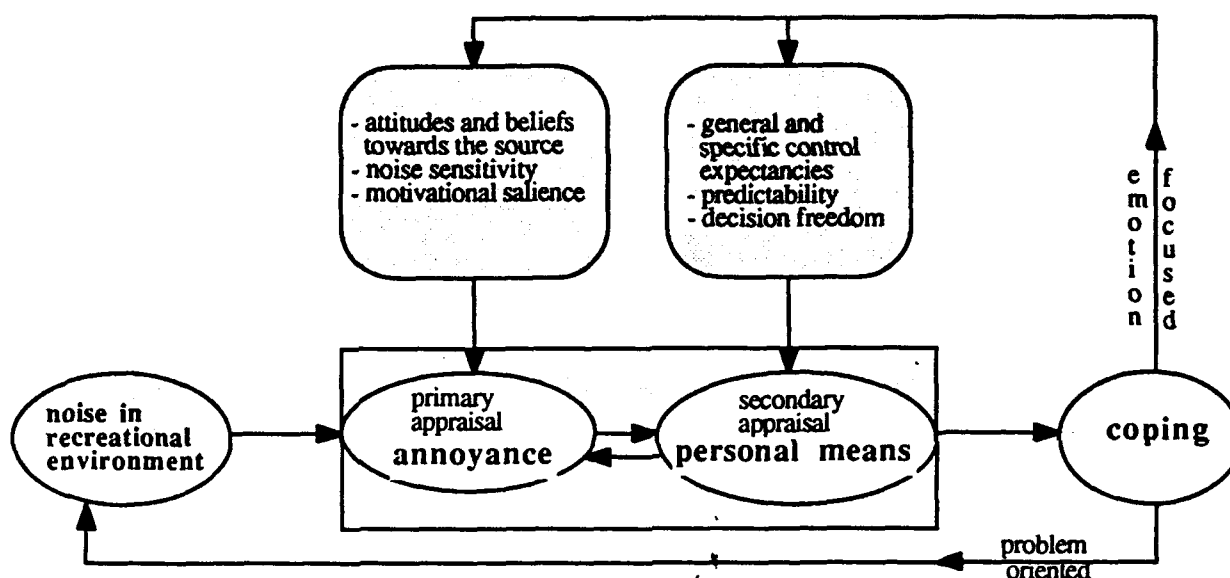 - attitudes and beliefs
towards the source
- noise sensitivity
- motivational salience
- general and
specific control
expectancies
- predictability
- decision freedom
emotion
focused
noise in
recreational
environment
primary
appraisal
annoyance
secondary
appraisal
personal means
coping
problem
oriented